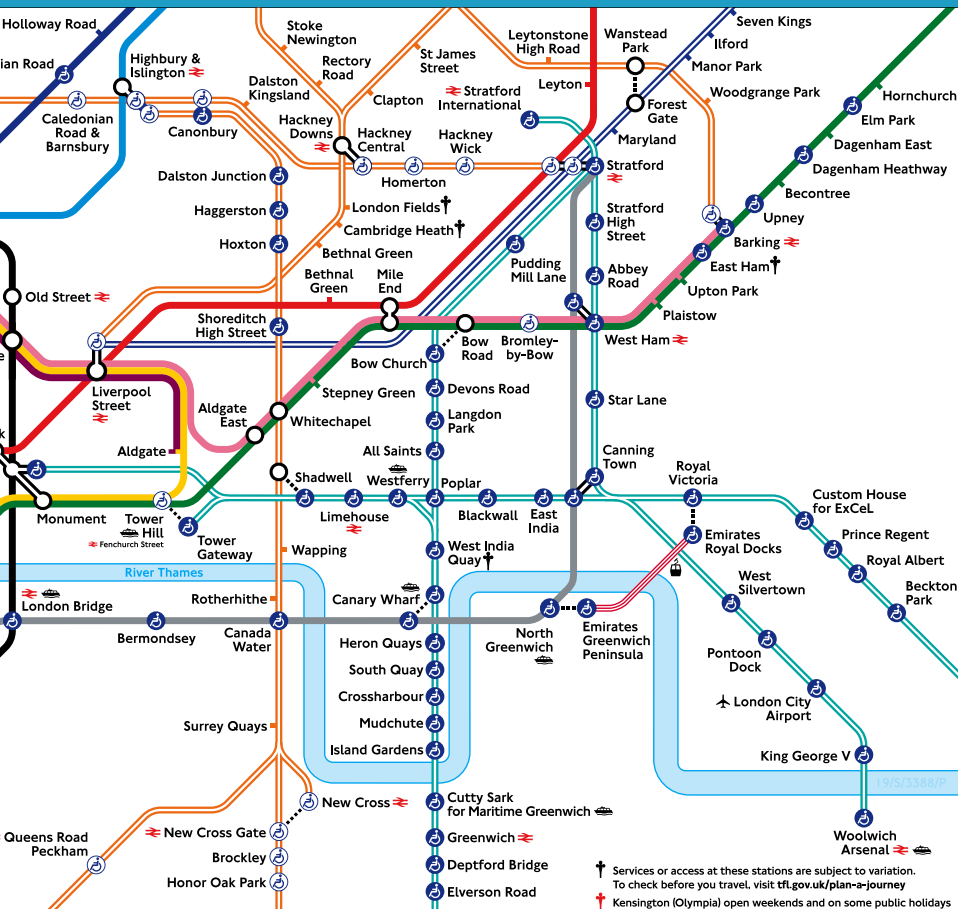 Holloway Road
ian Road
Highbury &
Islington
Caledonian
Road &
Barnsbury
Canonbury
Dalston
Kingsland
Stoke
Newington
Rectory
Road
St James
Street
Clapton
Hackney
Downs
Hackney
Central
Homerton
Hackney
Wick
Leytonstone
High Road
Wanstead
Park
Leyton
Stratford
International
Seven Kings
Ilford
Manor Park
Woodgrange Park
Forest
Gate
Maryland
Stratford
Hornchurch
Elm Park
Dagenham East
Dagenham Heathway
Becontree
Upney
Barking
East Ham
Upton Park
Plaistow
Dalston Junction
Haggerston
Hoxton
London Fields
Cambridge Heath
Bethnal Green
Bethnal
Green
Mile
End
Pudding
Mill Lane
Stratford
High
Street
Abbey
Road
West Ham
Old Street
e
Shoreditch
High Street
Bow Church
Bow
Road
Bromley-
by-Bow
Liverpool
Street
Stepney Green
Devons Road
Star Lane
Aldgate
East
Whitechapel
Langdon
Park
k
Aldgate
All Saints
Canning
Town
Shadwell
Westferry
Poplar
Royal
Victoria
Monument
Tower
Hill
Fenchurch Street
Tower
Gateway
Limehouse
Blackwall
East
India
Custom House
for ExCeL
Prince Regent
Royal Albert
Beckton
Park
Emirates
Royal Docks
Wapping
West India
Quay
River Thames
West
Silvertown
London Bridge
Rotherhithe
Canary Wharf
Bermondsey
Canada
Water
North
Greenwich
Emirates
Greenwich
Peninsula
Heron Quays
Pontoon
Dock
South Quay
Crossharbour
London City
Airport
Surrey Quays
Mudchute
Island Gardens
King George V
19/S/3388/P
New Cross
Cutty Sark
for Maritime Greenwich
Queens Road
Peckham
New Cross Gate
Greenwich
Woolwich
Arsenal
Brockley
Deptford Bridge
Honor Oak Park
Elverson Road
Services or access at these stations are subject to variation.
To check before you travel, visit tfl.gov.uk/plan-a-journey
Kensington (Olympia) open weekends and on some public holidays